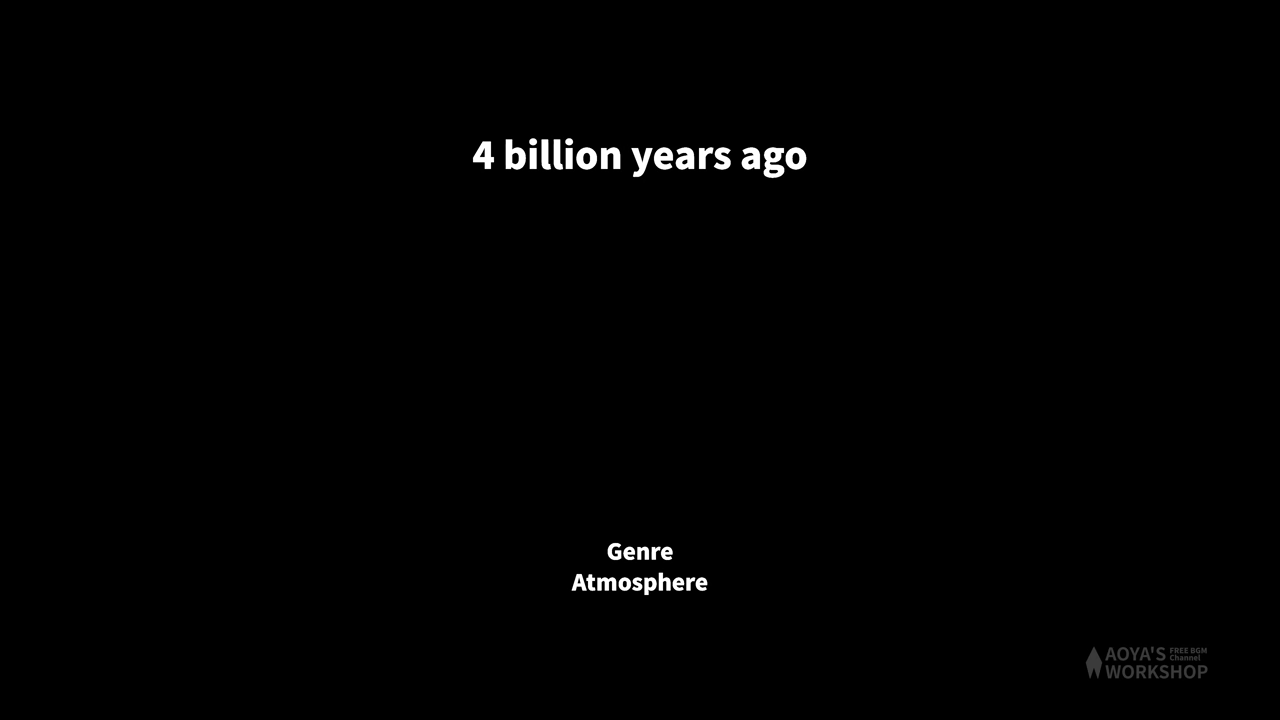 4 billion years ago
Genre
Atmosphere
AOYA'S FREE BGM Channel
WORKSHOP